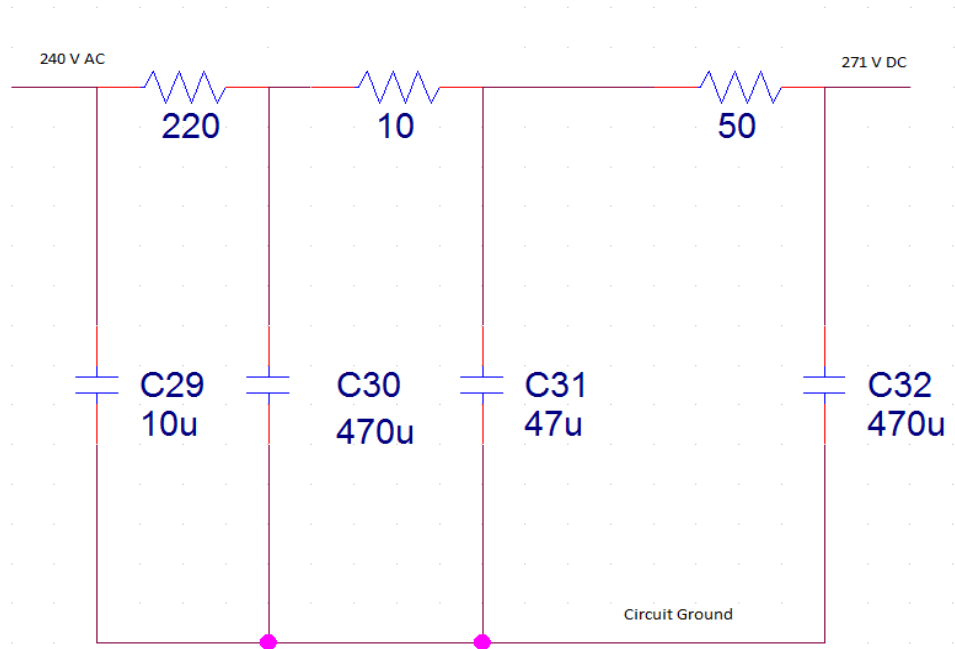 240 V AC
271 V DC
220
10
50
C29
10u
C30
470u
C31
47u
C32
470u
Circuit Ground